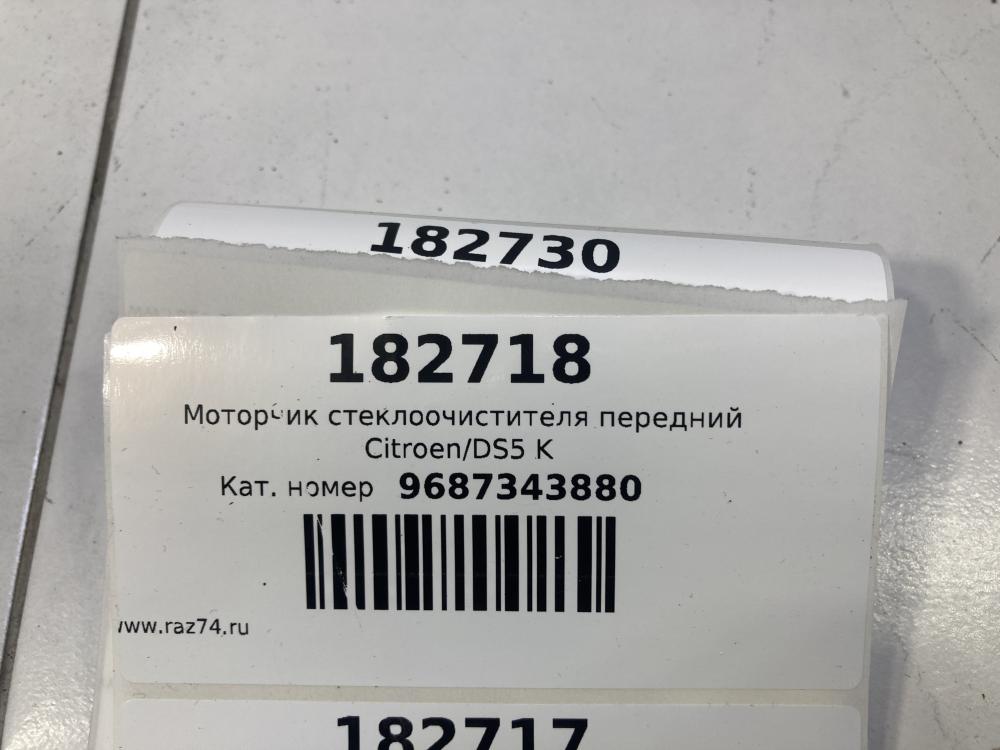 182730
182718
Моторчик стеклоочистителя передний
Citroen/DS5 K
Кат. номер 9687343880
www.raz74.ru
182717